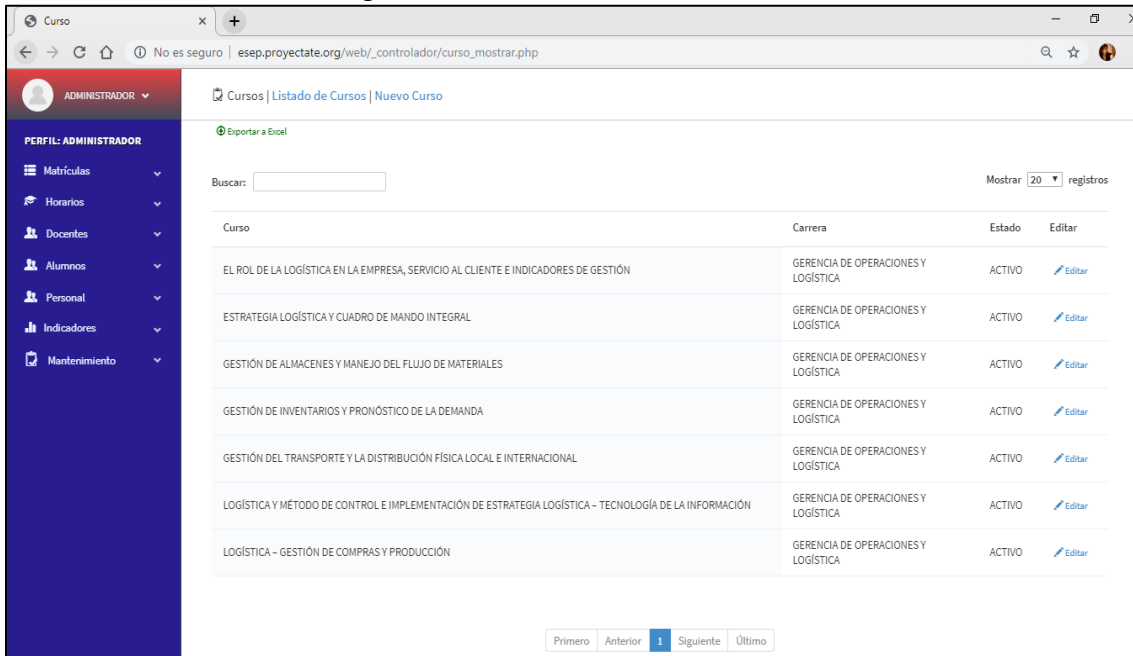 Curso
No es seguro | esep.proyectate.org/web/_controlador/curso_mostrar.php
ADMINISTRADOR
Cursos | Listado de Cursos | Nuevo Curso
PERFIL: ADMINISTRADOR
Exportar a Excel
Matrículas
Horarios
Docentes
Alumnos
Personal
Indicadores
Mantenimiento
Buscar:
Mostrar 20 registros
Curso Carrera Estado Editar
EL ROL DE LA LOGÍSTICA EN LA EMPRESA, SERVICIO AL CLIENTE E INDICADORES DE GESTIÓN GERENCIA DE OPERACIONES Y ACTIVO Editar
LOGÍSTICA
ESTRATEGIA LOGÍSTICA Y CUADRO DE MANDO INTEGRAL GERENCIA DE OPERACIONES Y ACTIVO Editar
LOGÍSTICA
GESTIÓN DE ALMACENES Y MANEJO DEL FLUJO DE MATERIALES GERENCIA DE OPERACIONES Y ACTIVO Editar
LOGÍSTICA
GESTIÓN DE INVENTARIOS Y PRONÓSTICO DE LA DEMANDA GERENCIA DE OPERACIONES Y ACTIVO Editar
LOGÍSTICA
GESTIÓN DEL TRANSPORTE Y LA DISTRIBUCIÓN FÍSICA LOCAL E INTERNACIONAL GERENCIA DE OPERACIONES Y ACTIVO Editar
LOGÍSTICA
LOGÍSTICA Y MÉTODO DE CONTROL E IMPLEMENTACIÓN DE ESTRATEGIA LOGÍSTICA – TECNOLOGÍA DE LA INFORMACIÓN GERENCIA DE OPERACIONES Y ACTIVO Editar
LOGÍSTICA
LOGÍSTICA – GESTIÓN DE COMPRAS Y PRODUCCIÓN GERENCIA DE OPERACIONES Y ACTIVO Editar
LOGÍSTICA
Primero Anterior 1 Siguiente Último